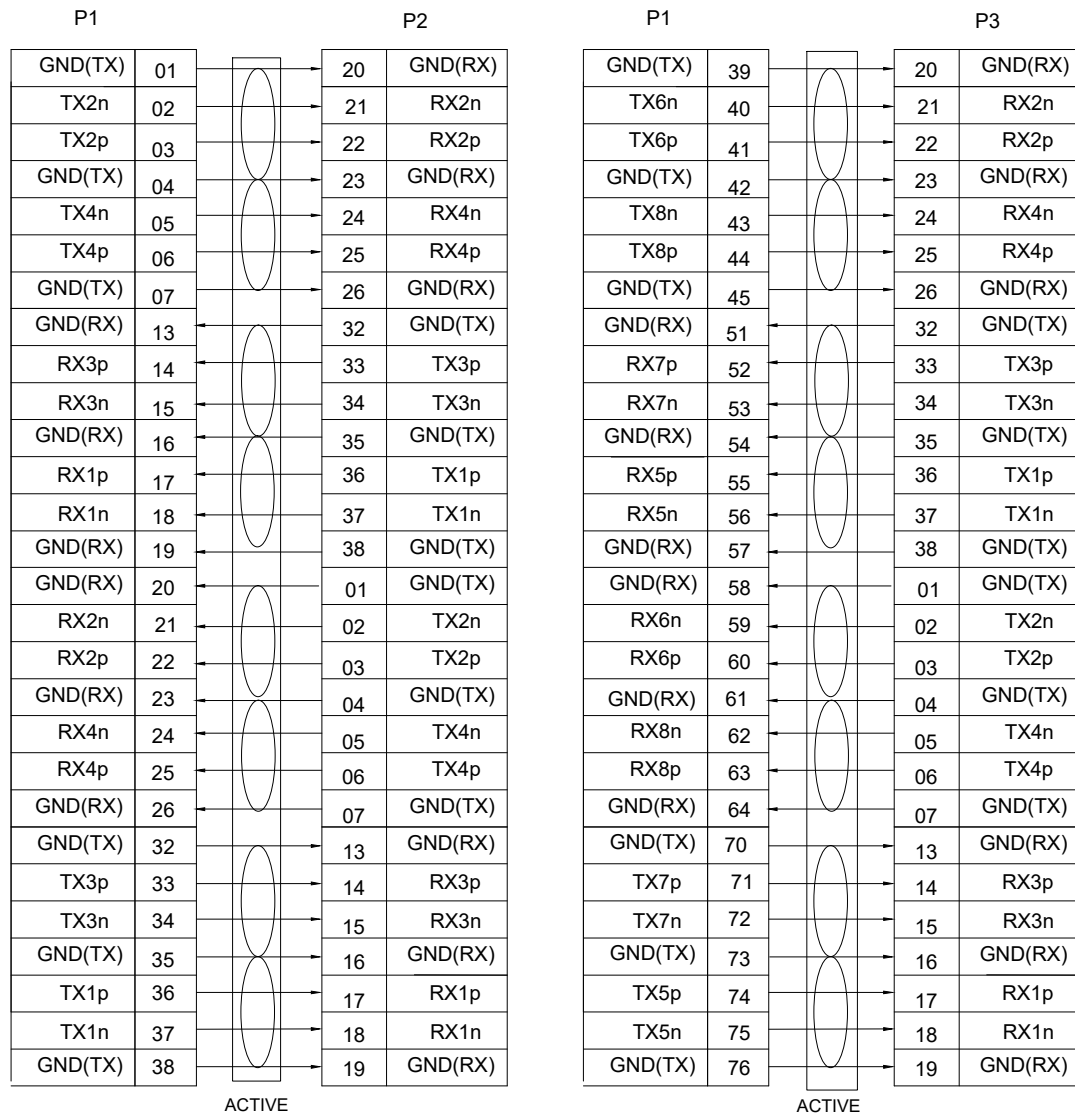 P1 P2 P1 P3
GND(TX) 01 20 GND(RX) GND(TX) 39 20 GND(RX)
TX2n 02 21 RX2n TX6n 40 21 RX2n
TX2p 03 22 RX2p TX6p 41 22 RX2p
GND(TX) 04 23 GND(RX) GND(TX) 42 23 GND(RX)
TX4n 05 24 RX4n TX8n 43 24 RX4n
TX4p 06 25 RX4p TX8p 44 25 RX4p
GND(TX) 07 26 GND(RX) GND(TX) 45 26 GND(RX)
GND(RX) 13 32 GND(TX) GND(RX) 51 32 GND(TX)
RX3p 14 33 TX3p RX7p 52 33 TX3p
RX3n 15 34 TX3n RX7n 53 34 TX3n
GND(RX) 16 35 GND(TX) GND(RX) 54 35 GND(TX)
RX1p 17 36 TX1p RX5p 55 36 TX1p
RX1n 18 37 TX1n RX5n 56 37 TX1n
GND(RX) 19 38 GND(TX) GND(RX) 57 38 GND(TX)
GND(RX) 20 01 GND(TX) GND(RX) 58 01 GND(TX)
RX2n 21 02 TX2n RX6n 59 02 TX2n
RX2p 22 03 TX2p RX6p 60 03 TX2p
GND(RX) 23 04 GND(TX) GND(RX) 61 04 GND(TX)
RX4n 24 05 TX4n RX8n 62 05 TX4n
RX4p 25 06 TX4p RX8p 63 06 TX4p
GND(RX) 26 07 GND(TX) GND(RX) 64 07 GND(TX)
GND(TX) 32 13 GND(RX) GND(TX) 70 13 GND(RX)
TX3p 33 14 RX3p TX7p 71 14 RX3p
TX3n 34 15 RX3n TX7n 72 15 RX3n
GND(TX) 35 16 GND(RX) GND(TX) 73 16 GND(RX)
TX1p 36 17 RX1p TX5p 74 17 RX1p
TX1n 37 18 RX1n TX5n 75 18 RX1n
GND(TX) 38 19 GND(RX) GND(TX) 76 19 GND(RX)
ACTIVE ACTIVE